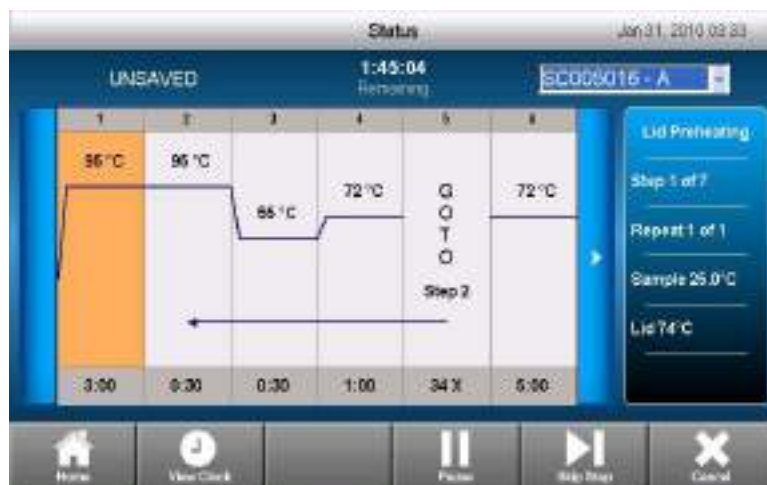 Status
Jan 31, 2010 03:33
UNSAVED
1:45:04
Remaining
SC005016 - A
1 2 3 4 5 6
95 °C 95 °C 55 °C 72 °C GOTO 72 °C
Step 2
3:00 0:30 0:30 1:00 34 X 5:00
Lid Preheating
Step 1 of 7
Repeat 1 of 1
Sample 25.0°C
Lid 74°C
Home View Clock Pause Skip Step Cancel